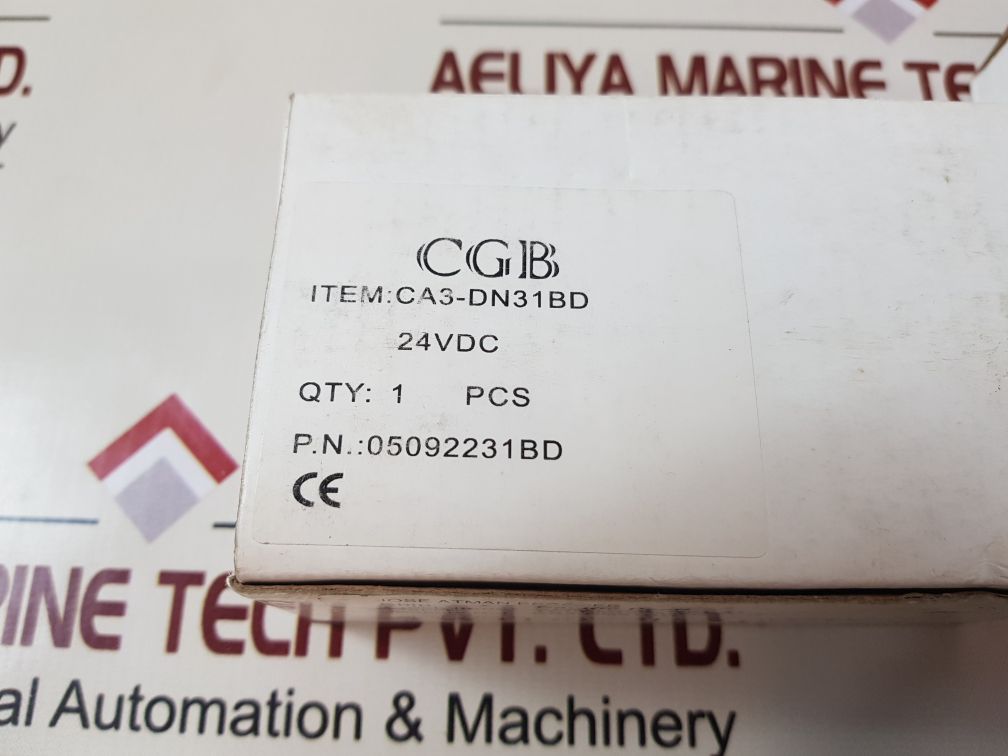 D.
y
AELIYA MARINE TE
CGB
ITEM:CA3-DN31BD
24VDC
QTY: 1 PCS
P.N.:05092231BD
CE
RINE TECH PVT. LTD.
al Automation & Machinery